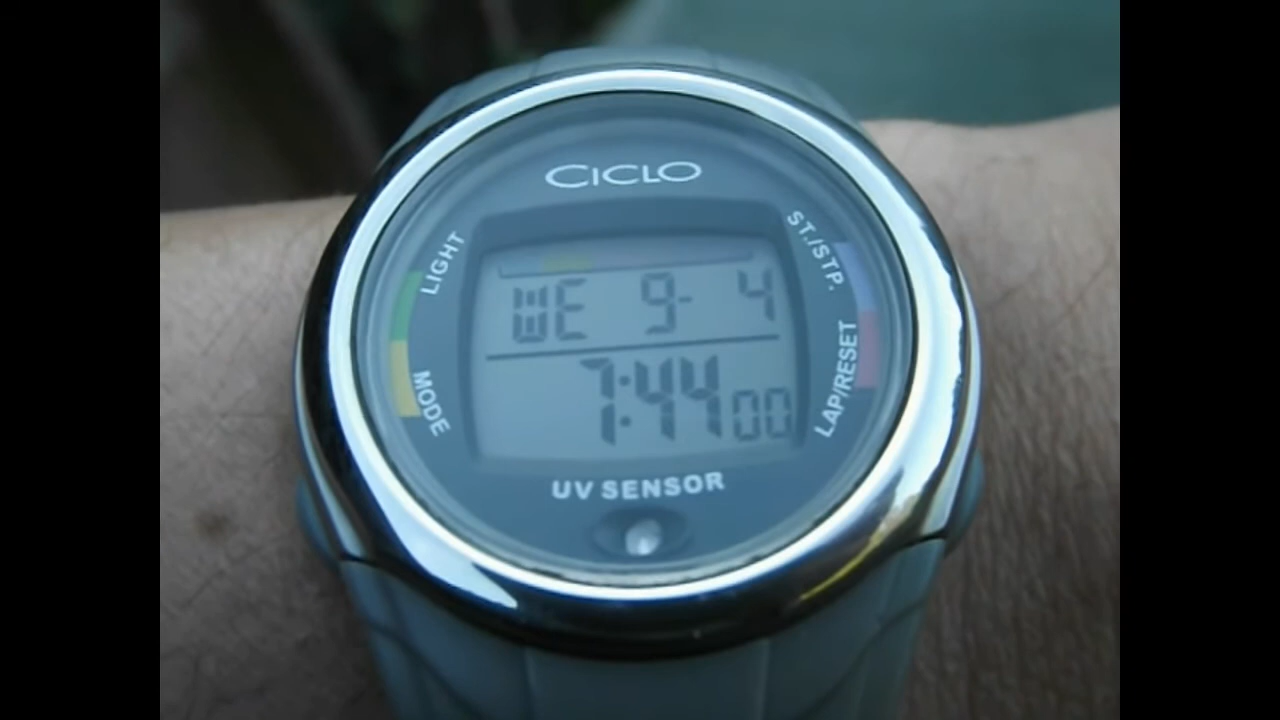 CICLO
LIGHT
ST./STP.
WE 9- 4
7:44 00
MODE
LAP/RESET
UV SENSOR